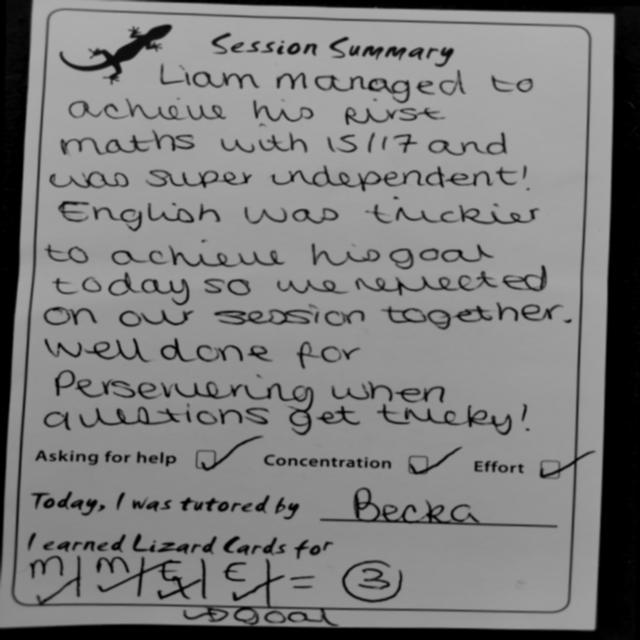 Session Summary
Liam managed to
achieve his first
maths with 15/17 and
was super independent!
English was trickier
to achieve his goal
today so we reflected
on our session together.
Well done for
Perservering when
questions get tricky!
Asking for help Concentration Effort
Today, I was tutored by Becka
I earned Lizard Cards for
M/ M/ E/ E/ = 3
goal